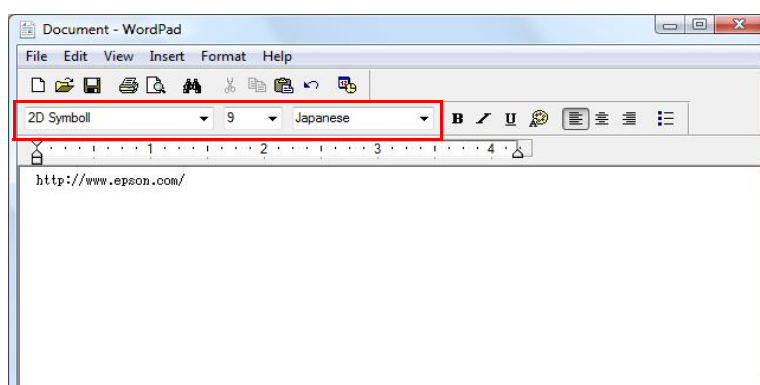 Document - WordPad
File Edit View Insert Format Help
2D Symboll 9 Japanese B U
1 2 3 4
http://www.epson.com/